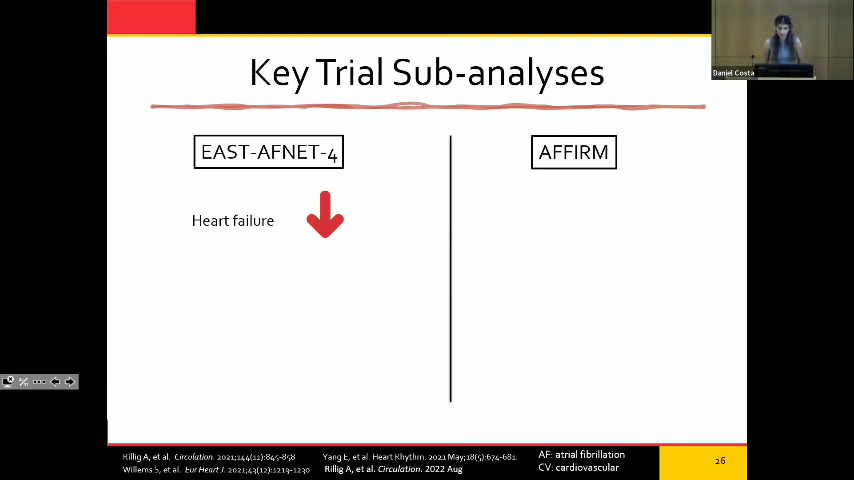 Daniel Costa
Key Trial Sub-analyses
EAST-AFNET-4
AFFIRM
Heart failure
Rillig A, et al. Circulation. 2021;144(11):845-858
Willems S, et al. Eur Heart J. 2021;43(12):1219-1230
Yang E, et al. Heart Rhythm. 2021 May;18(5):674-681.
Rillig A, et al. Circulation. 2022 Aug
AF: atrial fibrillation
CV: cardiovascular
26